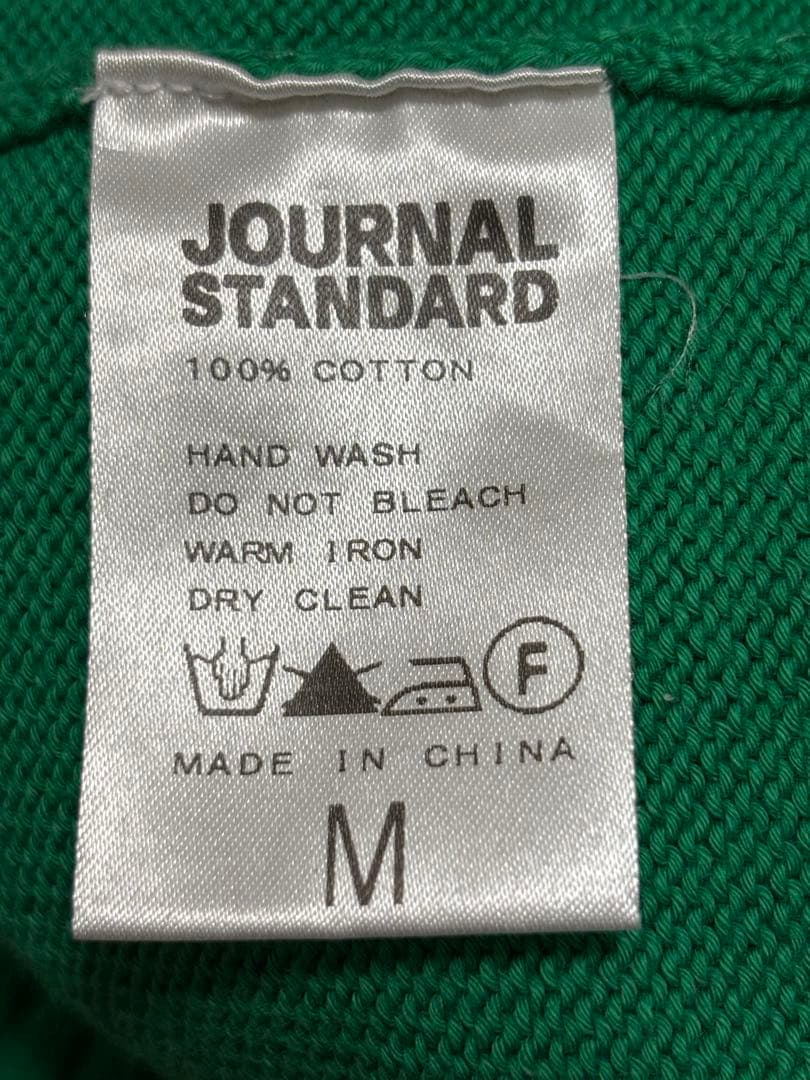 JOURNAL
STANDARD
100% COTTON
HAND WASH
DO NOT BLEACH
WARM IRON
DRY CLEAN
F
MADE IN CHINA
M